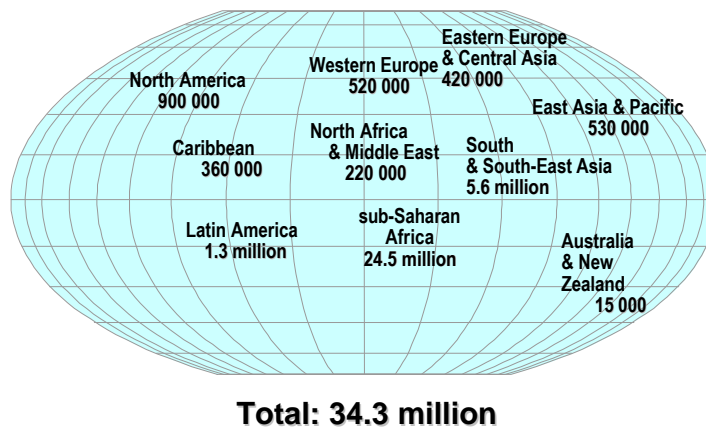 Eastern Europe
& Central Asia
420 000
Western Europe
520 000
North America
900 000
East Asia & Pacific
530 000
North Africa
& Middle East
220 000
Caribbean
360 000
South
& South-East Asia
5.6 million
sub-Saharan
Africa
24.5 million
Latin America
1.3 million
Australia
& New
Zealand
15 000
Total: 34.3 million